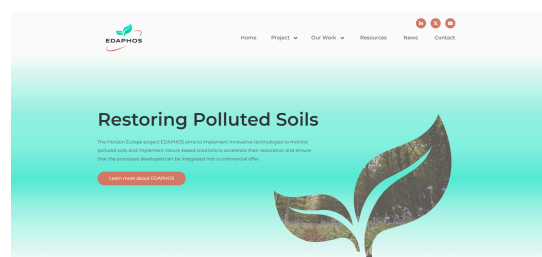 EDAPHOS
Home Project Our Work Resources News Contact
Restoring Polluted Soils
The Horizon Europe project EDAPHOS aims to implement innovative technologies to monitor
polluted soils and implement nature-based solutions to accelerate their restoration and ensure
that the processes developed can be integrated into a commercial offer.
Learn more about EDAPHOS